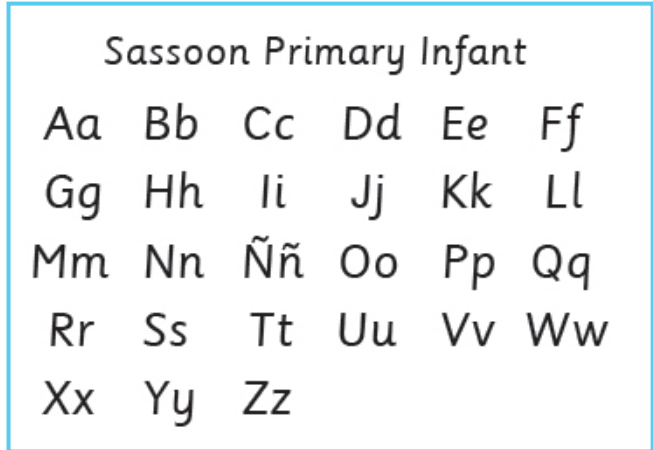 Sassoon Primary Infant
Aa Bb Cc Dd Ee Ff
Gg Hh Ii Jj Kk Ll
Mm Nn Ññ Oo Pp Qq
Rr Ss Tt Uu Vv Ww
Xx Yy Zz